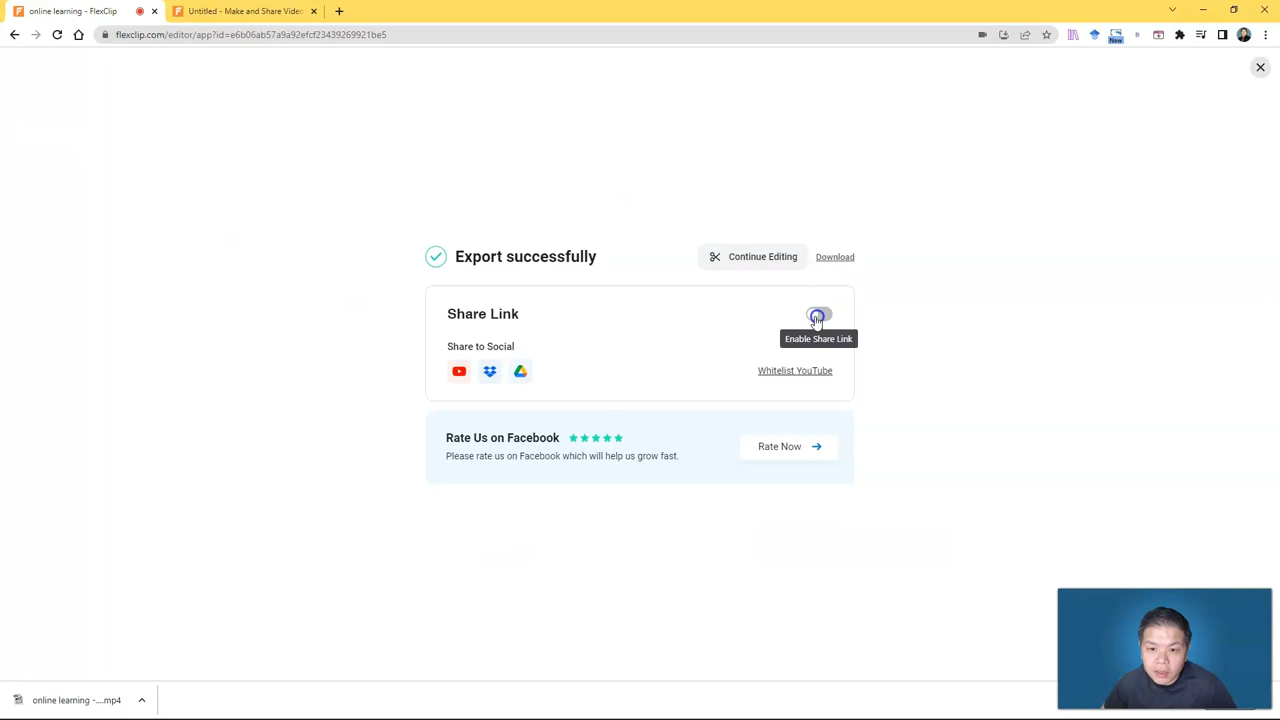 online learning - FlexClip
Untitled - Make and Share Video
flexclip.com/editor/app?id=e6b06ab57a9a92efcf23439269921be5
New
Export successfully
Continue Editing
Download
Share Link
Enable Share Link
Share to Social
Whitelist YouTube
Rate Us on Facebook
Please rate us on Facebook which will help us grow fast.
Rate Now
online learning -....mp4